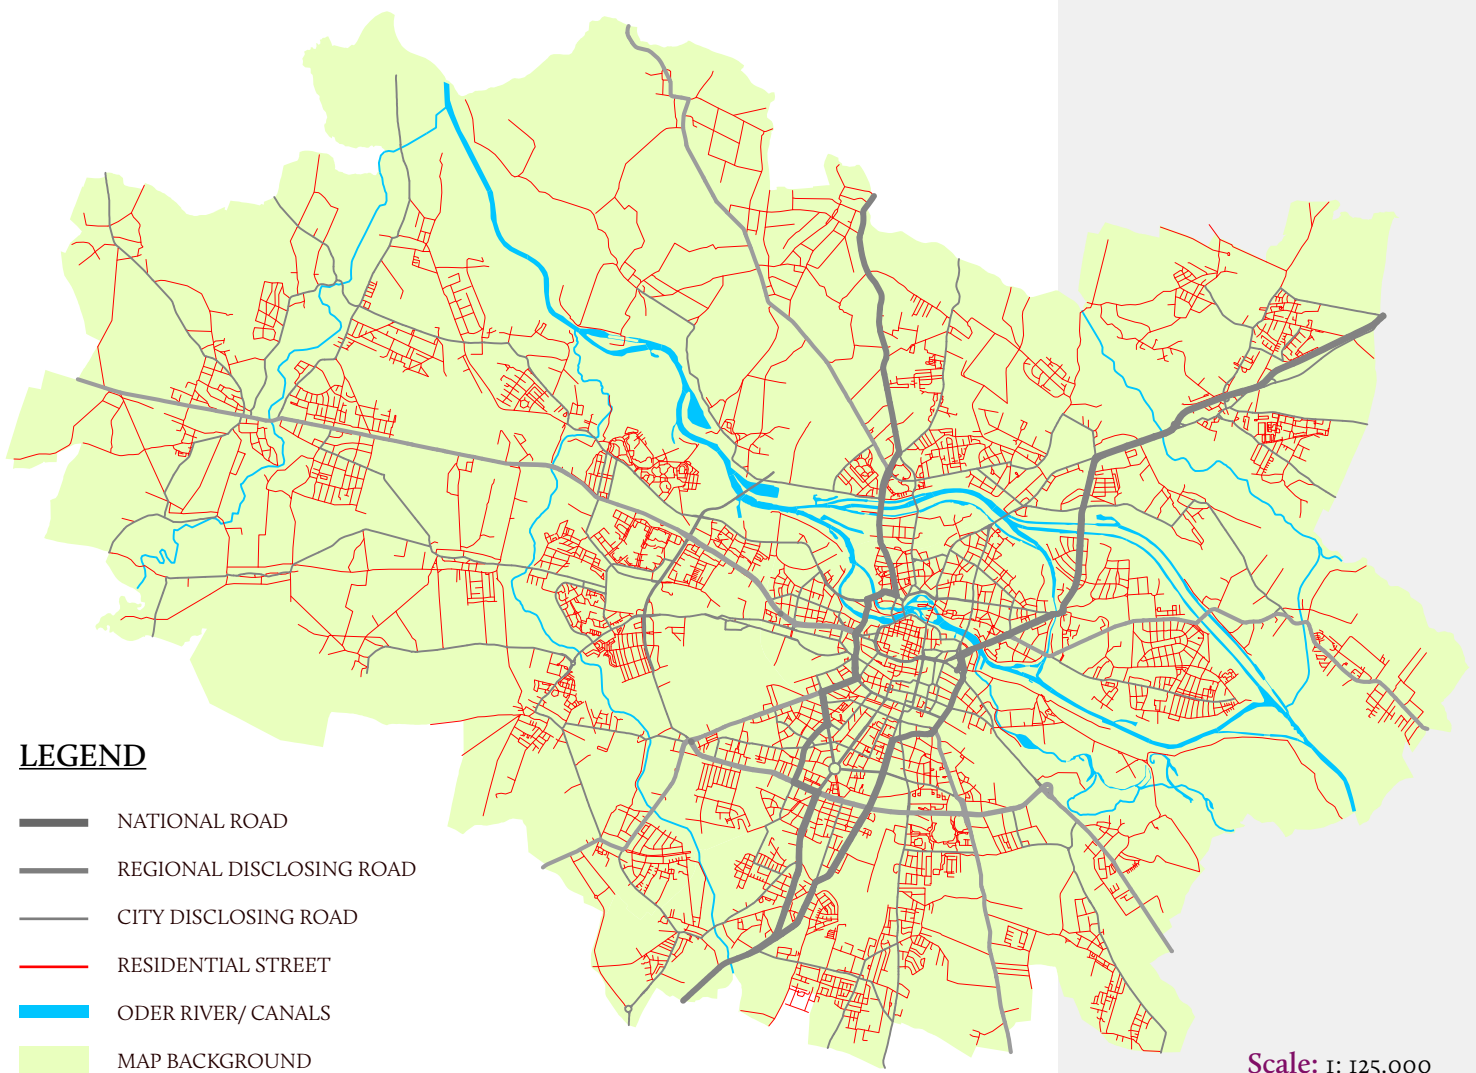 LEGEND
NATIONAL ROAD
REGIONAL DISCLOSING ROAD
CITY DISCLOSING ROAD
RESIDENTIAL STREET
ODER RIVER/ CANALS
MAP BACKGROUND
Scale: 1: 125.000